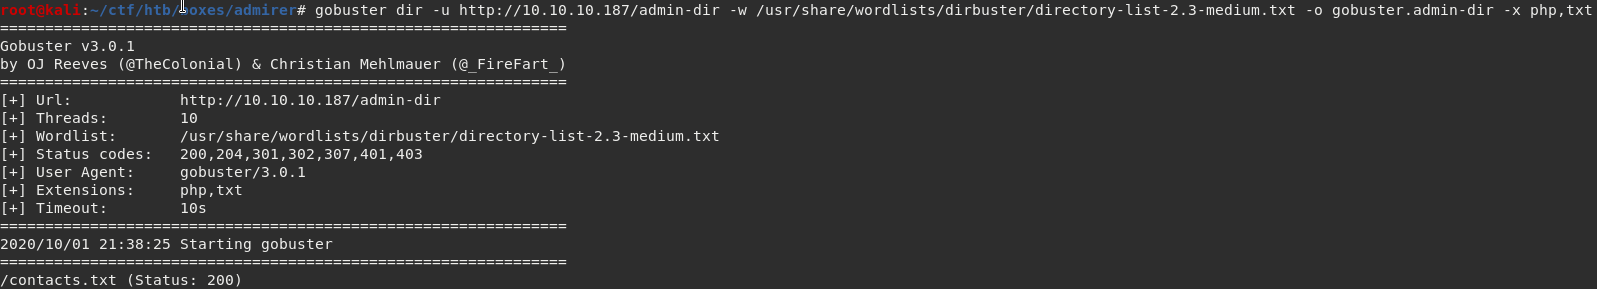 root@kali:~/ctf/htb/boxes/admirer# gobuster dir -u http://10.10.10.187/admin-dir -w /usr/share/wordlists/dirbuster/directory-list-2.3-medium.txt -o gobuster.admin-dir -x php,txt
===============================================================
Gobuster v3.0.1
by OJ Reeves (@TheColonial) & Christian Mehlmauer (@_FireFart_)
===============================================================
[+] Url:            http://10.10.10.187/admin-dir
[+] Threads:        10
[+] Wordlist:       /usr/share/wordlists/dirbuster/directory-list-2.3-medium.txt
[+] Status codes:   200,204,301,302,307,401,403
[+] User Agent:     gobuster/3.0.1
[+] Extensions:     php,txt
[+] Timeout:        10s
===============================================================
2020/10/01 21:38:25 Starting gobuster
===============================================================
/contacts.txt (Status: 200)